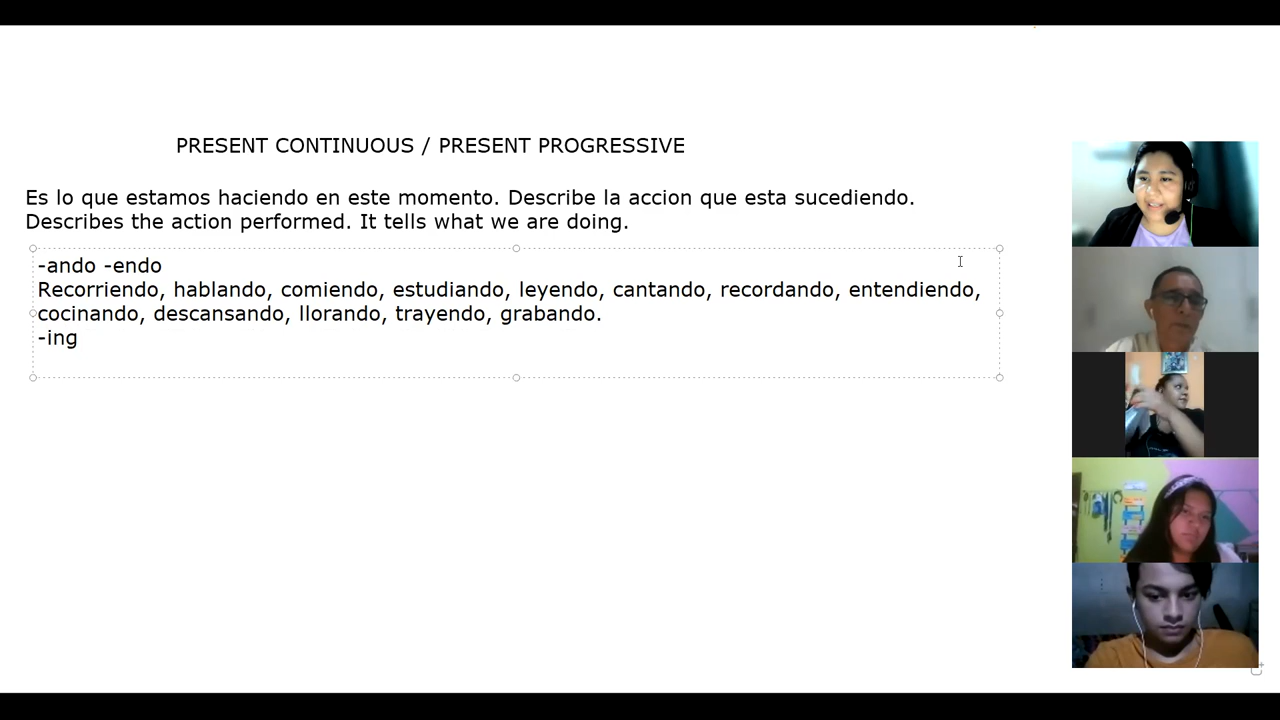 PRESENT CONTINUOUS / PRESENT PROGRESSIVE
Es lo que estamos haciendo en este momento. Describe la accion que esta sucediendo.
Describes the action performed. It tells what we are doing.
-ando -endo
Recorriendo, hablando, comiendo, estudiando, leyendo, cantando, recordando, entendiendo,
cocinando, descansando, llorando, trayendo, grabando.
-ing